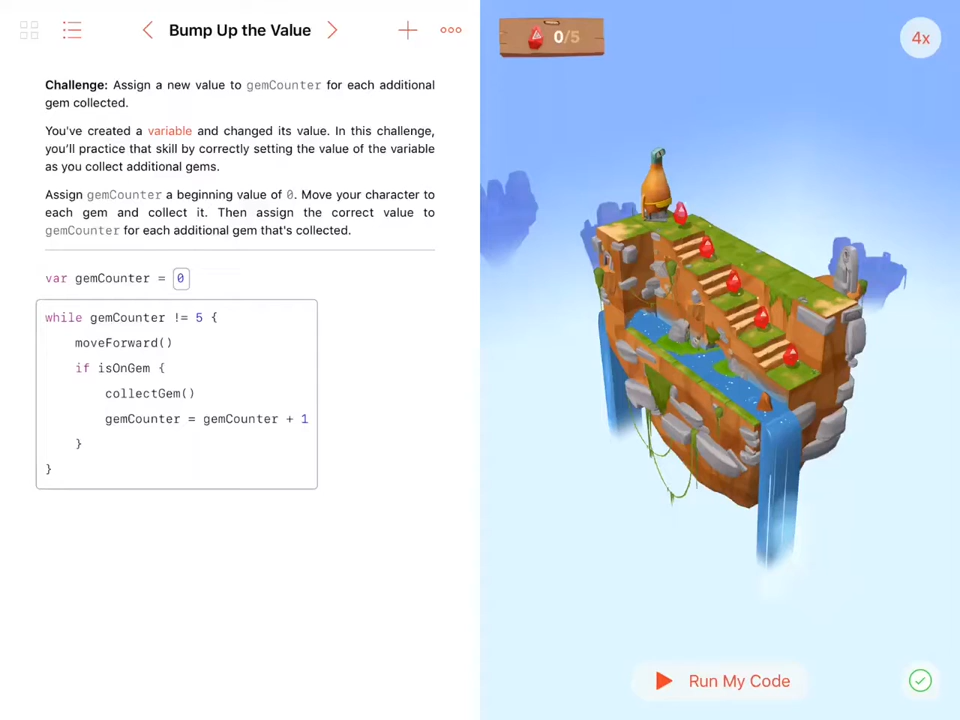 Bump Up the Value
Challenge: Assign a new value to gemCounter for each additional
gem collected.
You've created a variable and changed its value. In this challenge,
you'll practice that skill by correctly setting the value of the variable
as you collect additional gems.
Assign gemCounter a beginning value of 0. Move your character to
each gem and collect it. Then assign the correct value to
gemCounter for each additional gem that's collected.
var gemCounter = 0
while gemCounter != 5 {
moveForward()
if isOnGem {
collectGem()
gemCounter = gemCounter + 1
}
}
0/5
4x
Run My Code